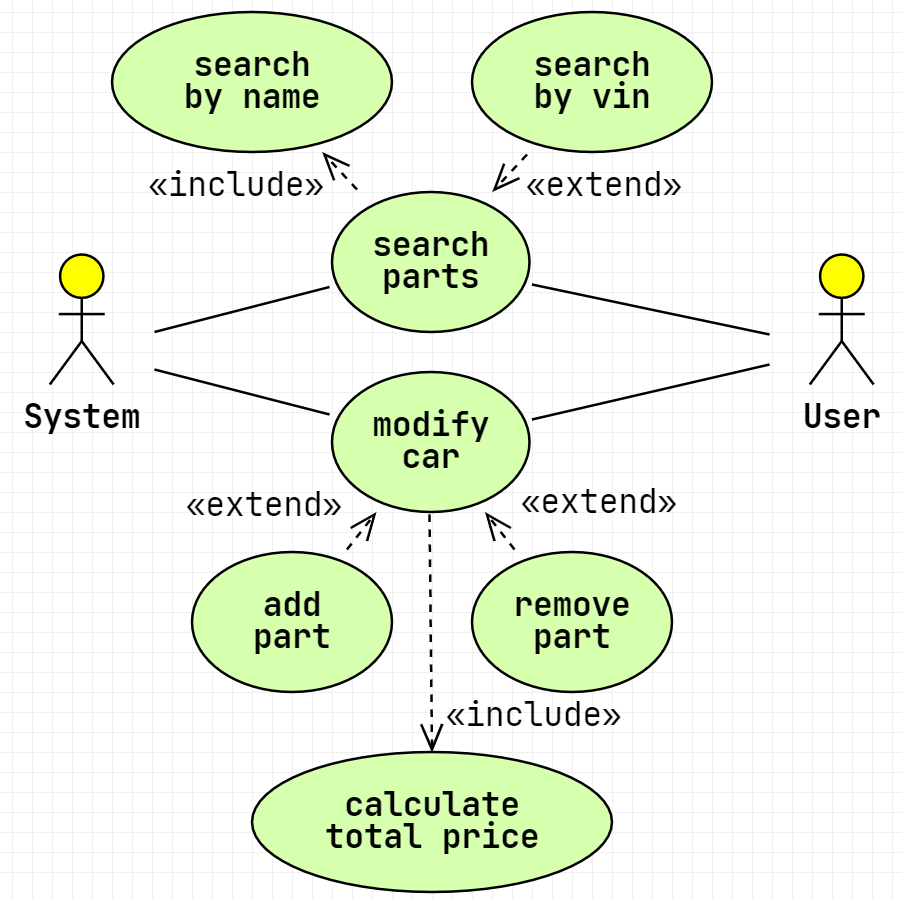 search
by name
search
by vin
«include»
«extend»
search
parts
System
User
modify
car
«extend»
«extend»
add
part
remove
part
«include»
calculate
total price